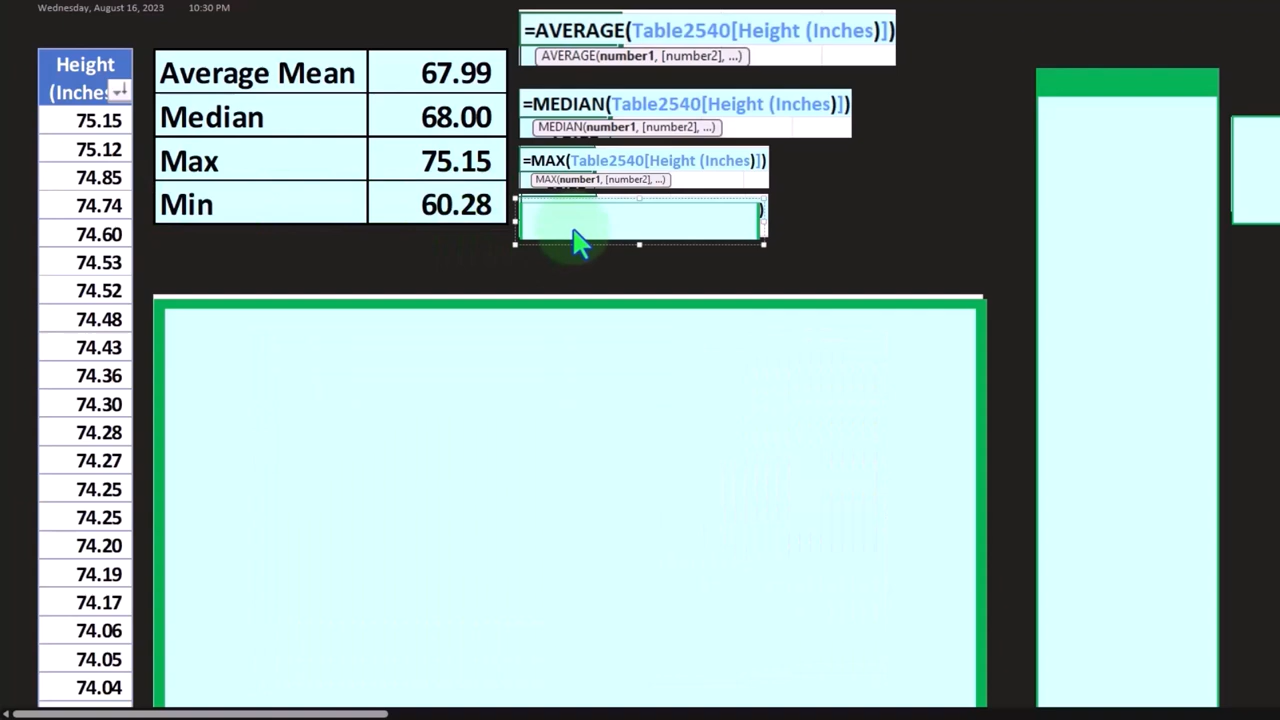 Wednesday, August 16, 2023 10:30 PM
=AVERAGE(Table2540[Height (Inches)])
AVERAGE(number1, [number2], ...)
Height
(Inches
Average Mean 67.99
Median 68.00
Max 75.15
Min 60.28
=MEDIAN(Table2540[Height (Inches)])
MEDIAN(number1, [number2], ...)
=MAX(Table2540[Height (Inches)])
MAX(number1, [number2], ...)
)
75.15
75.12
74.85
74.74
74.60
74.53
74.52
74.48
74.43
74.36
74.30
74.28
74.27
74.25
74.25
74.20
74.19
74.17
74.06
74.05
74.04